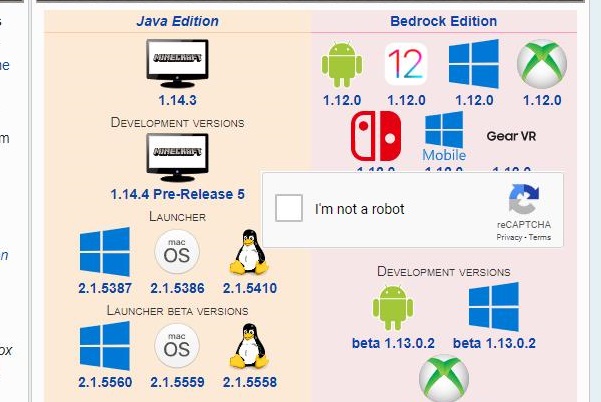 Java Edition
MINECRAFT
1.14.3
DEVELOPMENT VERSIONS
MINECRAFT
1.14.4 Pre-Release 5
LAUNCHER
mac OS
2.1.5387 2.1.5386 2.1.5410
LAUNCHER BETA VERSIONS
mac OS
2.1.5560 2.1.5559 2.1.5558
Bedrock Edition
12
1.12.0 1.12.0 1.12.0 1.12.0
Mobile
Gear VR
I'm not a robot
reCAPTCHA
Privacy - Terms
DEVELOPMENT VERSIONS
beta 1.13.0.2 beta 1.13.0.2